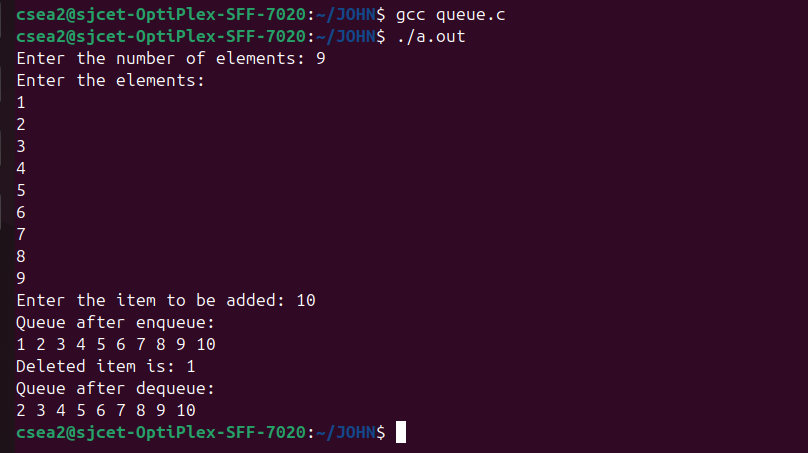 csea2@sjcet-OptiPlex-SFF-7020:~/JOHN$ gcc queue.c
csea2@sjcet-OptiPlex-SFF-7020:~/JOHN$ ./a.out
Enter the number of elements: 9
Enter the elements:
1
2
3
4
5
6
7
8
9
Enter the item to be added: 10
Queue after enqueue:
1 2 3 4 5 6 7 8 9 10
Deleted item is: 1
Queue after dequeue:
2 3 4 5 6 7 8 9 10
csea2@sjcet-OptiPlex-SFF-7020:~/JOHN$